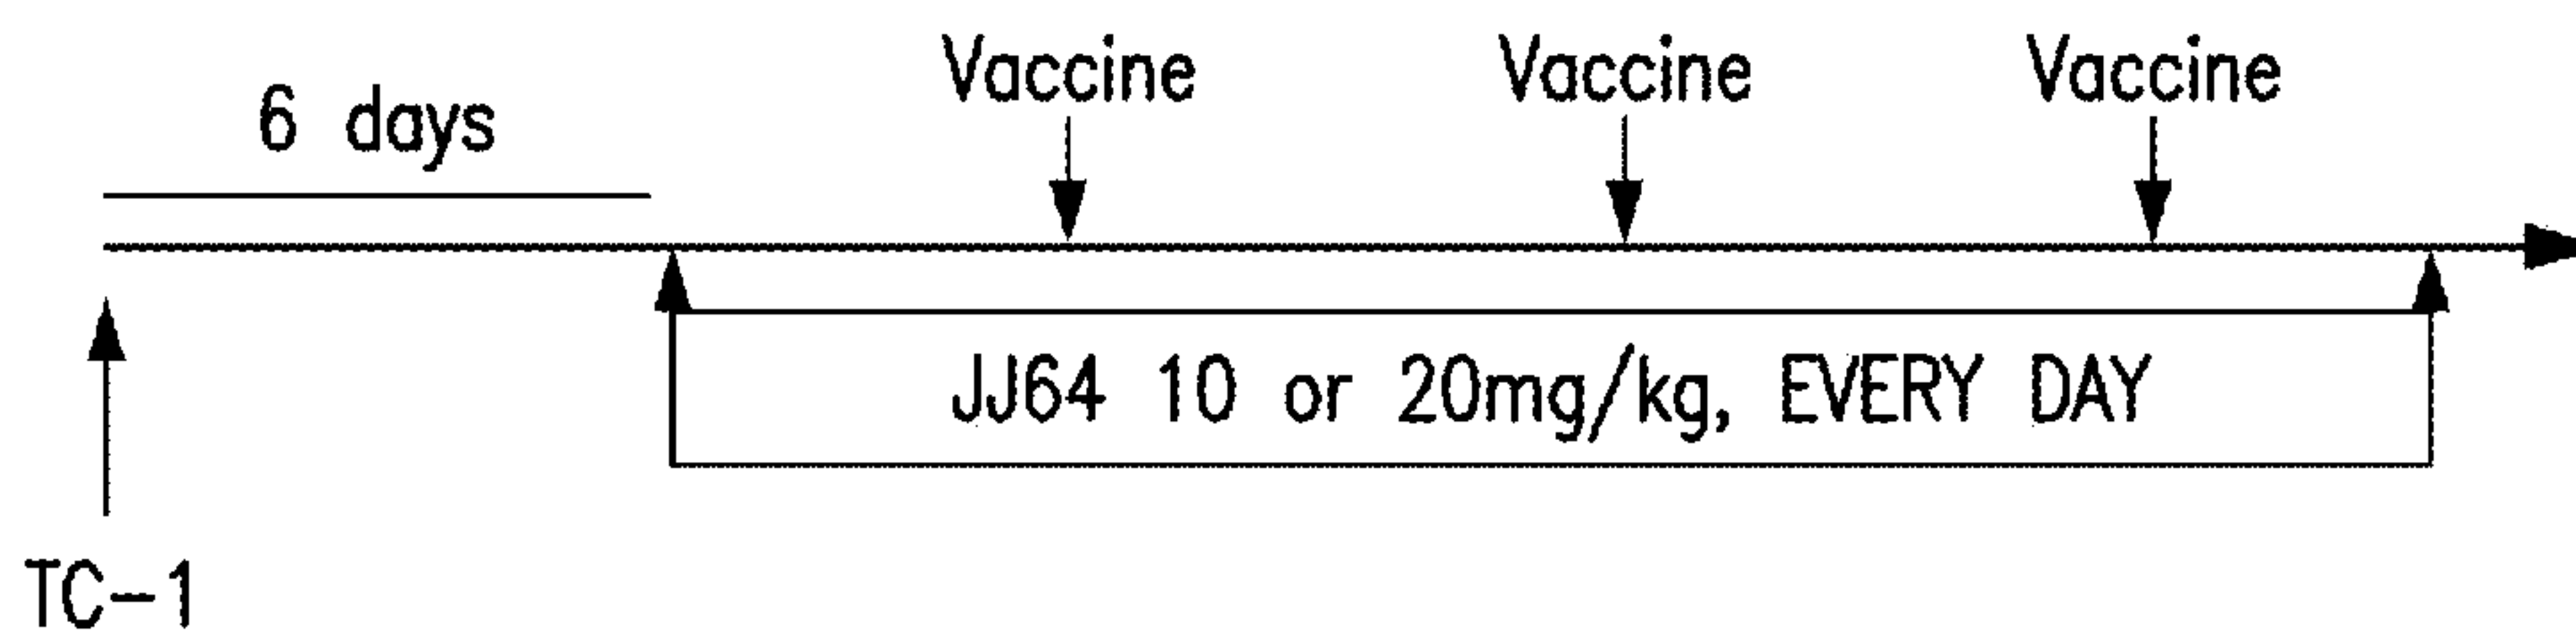 Vaccine Vaccine Vaccine
6 days
JJ64 10 or 20mg/kg, EVERY DAY
TC-1